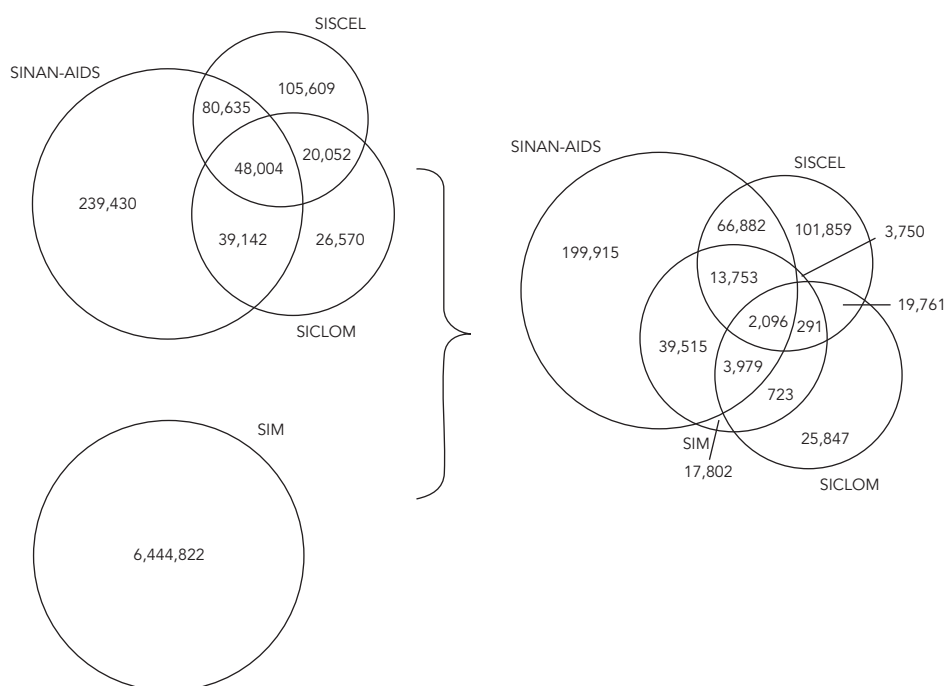 SISCEL
SINAN-AIDS
105,609
80,635
20,052
48,004
239,430
39,142
26,570
SICLOM
SIM
6,444,822
SINAN-AIDS
SISCEL
66,882
101,859
3,750
199,915
13,753
19,761
2,096
291
39,515
3,979
723
SIM
25,847
17,802
SICLOM